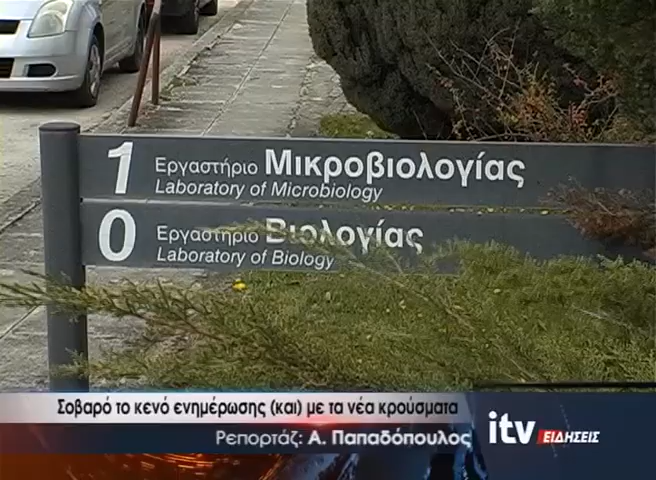 1 Εργαστήριο Μικροβιολογίας
Laboratory of Microbiology
0 Εργαστήριο Βιολογίας
Laboratory of Biology
Σοβαρό το κενό ενημέρωσης (και) με τα νέα κρούσματα
Ρεπορτάζ: Α. Παπαδόπουλος
itv ΕΙΔΗΣΕΙΣ